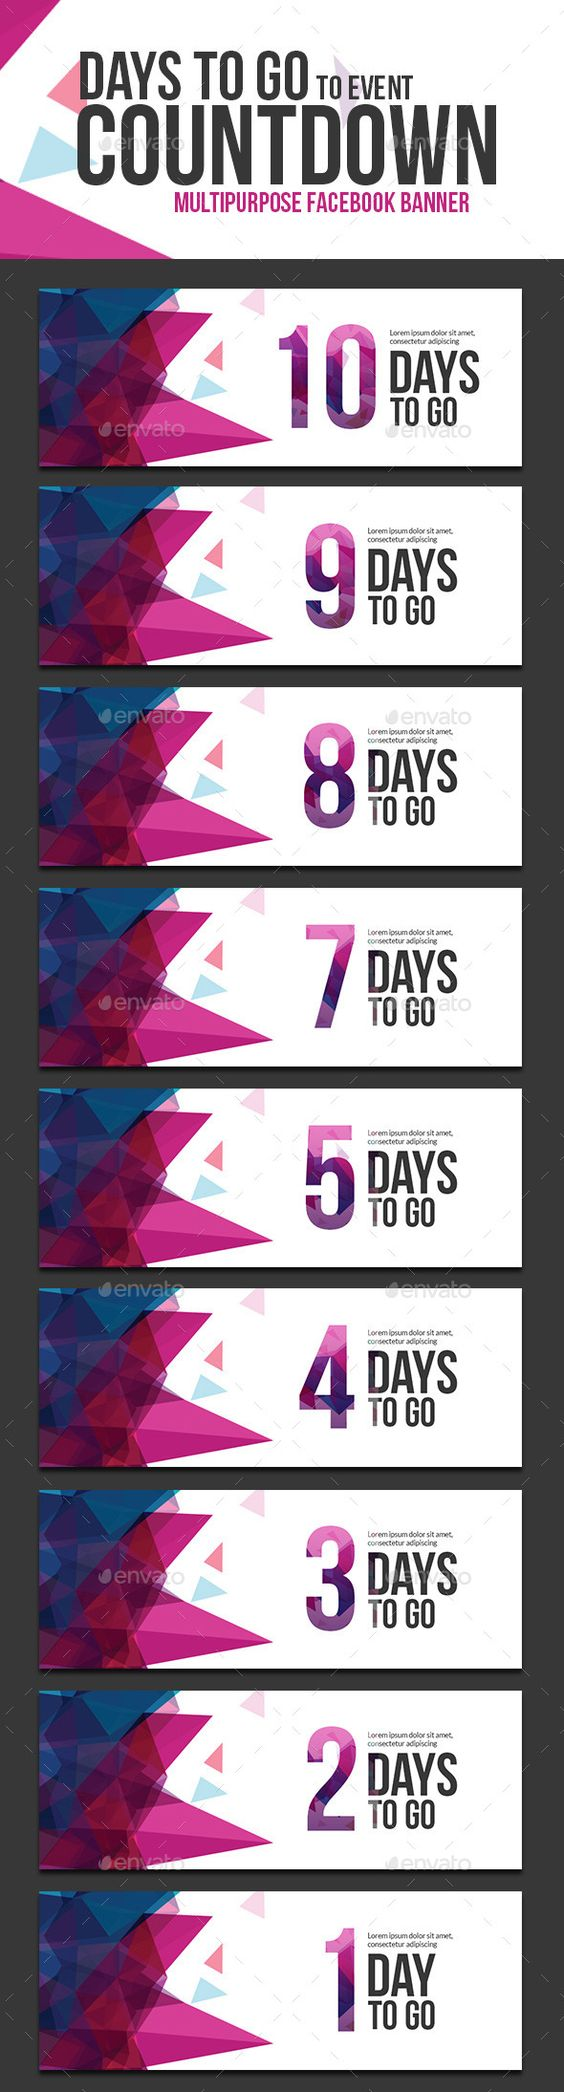 DAYS TO GO TO EVENT
COUNTDOWN
MULTIPURPOSE FACEBOOK BANNER
envato envato
10
Lorem ipsum dolor sit amet,
consectetur adipiscing
DAYS
TO GO
envato envato
9
Lorem ipsum dolor sit amet,
consectetur adipiscing
DAYS
TO GO
envato envato
8
Lorem ipsum dolor sit amet,
consectetur adipiscing
DAYS
TO GO
7
Lorem ipsum dolor sit amet,
consectetur adipiscing
DAYS
TO GO
envato envato
5
Lorem ipsum dolor sit amet,
consectetur adipiscing
DAYS
TO GO
envato envato
4
Lorem ipsum dolor sit amet,
consectetur adipiscing
DAYS
TO GO
3
Lorem ipsum dolor sit amet,
consectetur adipiscing
DAYS
TO GO
envato envato
2
Lorem ipsum dolor sit amet,
consectetur adipiscing
DAYS
TO GO
envato envato
1
Lorem ipsum dolor sit amet,
consectetur adipiscing
DAY
TO GO